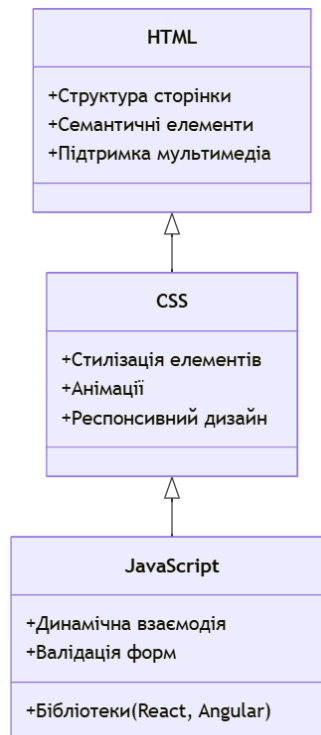 HTML
+Структура сторінки
+Семантичні елементи
+Підтримка мультимедіа
CSS
+Стилізація елементів
+Анімації
+Респонсивний дизайн
JavaScript
+Динамічна взаємодія
+Валідація форм
+Бібліотеки(React, Angular)